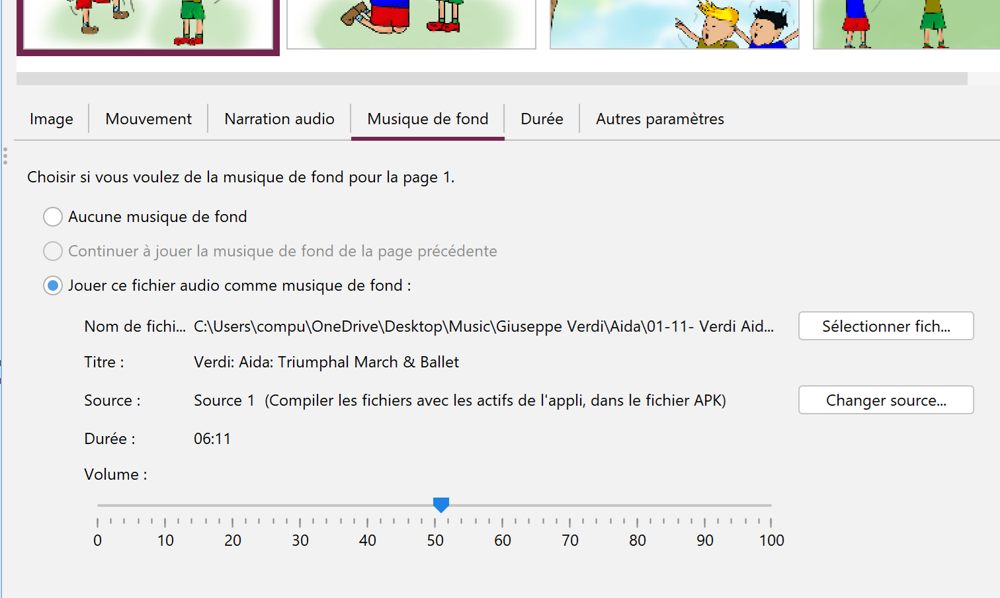 Image Mouvement Narration audio Musique de fond Durée Autres paramètres
Choisir si vous voulez de la musique de fond pour la page 1.
Aucune musique de fond
Continuer à jouer la musique de fond de la page précédente
Jouer ce fichier audio comme musique de fond :
Nom de fichi... C:\Users\compu\OneDrive\Desktop\Music\Giuseppe Verdi\Aida\01-11- Verdi Aid... Sélectionner fich...
Titre : Verdi: Aida: Triumphal March & Ballet
Source : Source 1 (Compiler les fichiers avec les actifs de l'appli, dans le fichier APK) Changer source...
Durée : 06:11
Volume :
0 10 20 30 40 50 60 70 80 90 100